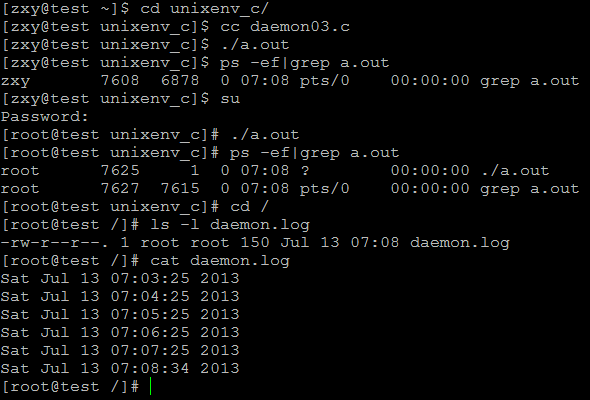 [zxy@test ~]$ cd unixenv_c/
[zxy@test unixenv_c]$ cc daemon03.c
[zxy@test unixenv_c]$ ./a.out
[zxy@test unixenv_c]$ ps -ef|grep a.out
zxy       7608  6878  0 07:08 pts/0    00:00:00 grep a.out
[zxy@test unixenv_c]$ su
Password:
[root@test unixenv_c]# ./a.out
[root@test unixenv_c]# ps -ef|grep a.out
root      7625     1  0 07:08 ?        00:00:00 ./a.out
root      7627  7615  0 07:08 pts/0    00:00:00 grep a.out
[root@test unixenv_c]# cd /
[root@test /]# ls -l daemon.log
-rw-r--r--. 1 root root 150 Jul 13 07:08 daemon.log
[root@test /]# cat daemon.log
Sat Jul 13 07:03:25 2013
Sat Jul 13 07:04:25 2013
Sat Jul 13 07:05:25 2013
Sat Jul 13 07:06:25 2013
Sat Jul 13 07:07:25 2013
Sat Jul 13 07:08:34 2013
[root@test /]#